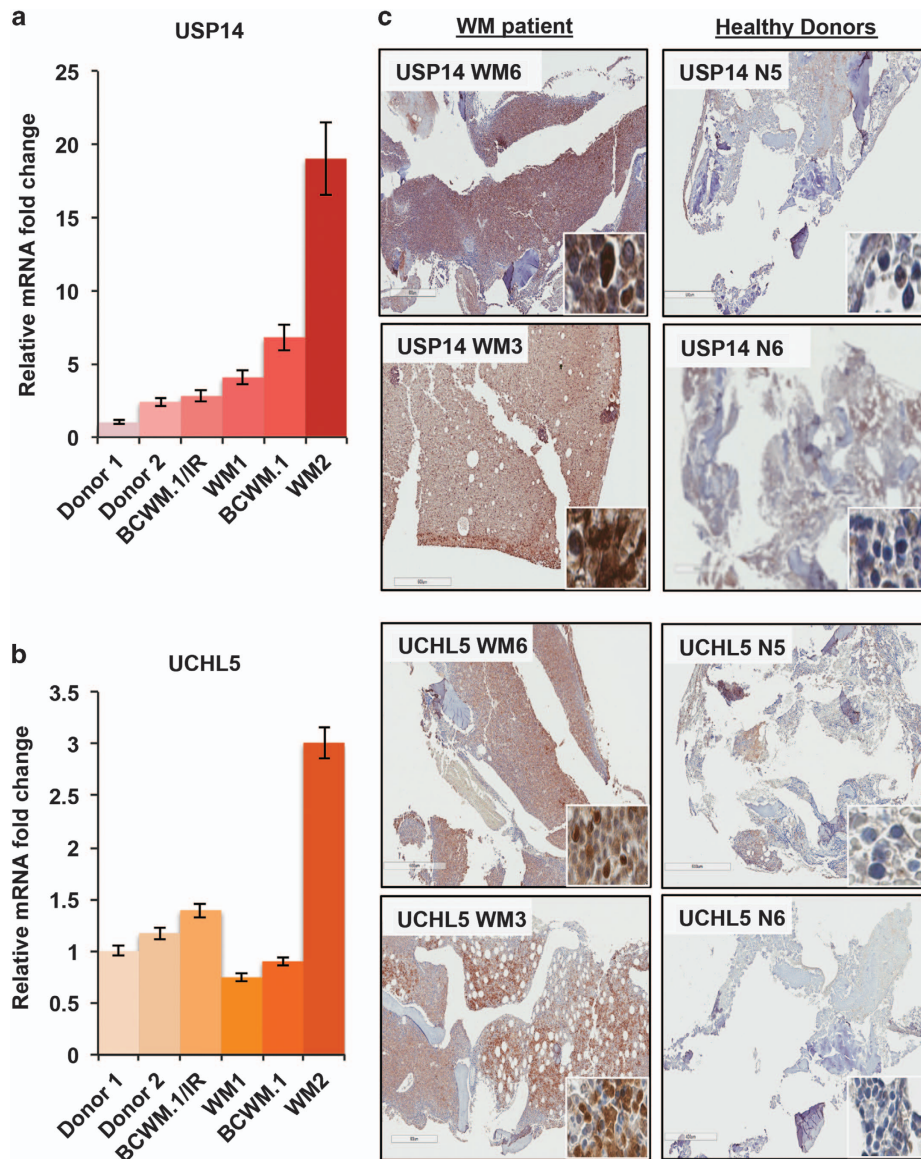 a
USP14
Relative mRNA fold change
25
20
15
10
5
0
Donor 1
Donor 2
BCWM.1/IR
WM1
BCWM.1
WM2
b
UCHL5
Relative mRNA fold change
3.5
3
2.5
2
1.5
1
0.5
0
Donor 1
Donor 2
BCWM.1/IR
WM1
BCWM.1
WM2
c
WM patient
Healthy Donors
USP14 WM6
USP14 N5
USP14 WM3
USP14 N6
UCHL5 WM6
UCHL5 N5
UCHL5 WM3
UCHL5 N6